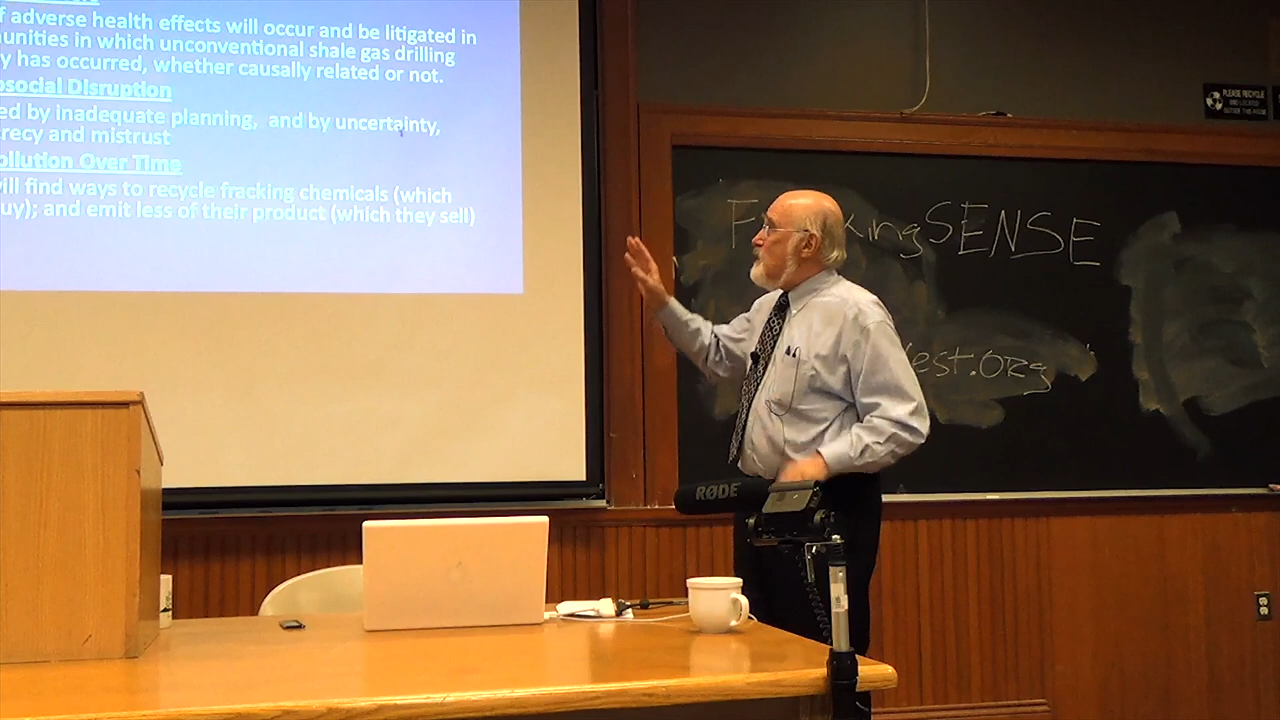 f adverse health effects will occur and be litigated in
unities in which unconventional shale gas drilling
y has occurred, whether causally related or not.
osocial Disruption
ed by inadequate planning, and by uncertainty,
recy and mistrust
ollution Over Time
ill find ways to recycle fracking chemicals (which
uy); and emit less of their product (which they sell)
PLEASE RECYCLE
F kingSENSE
est.org
RØDE